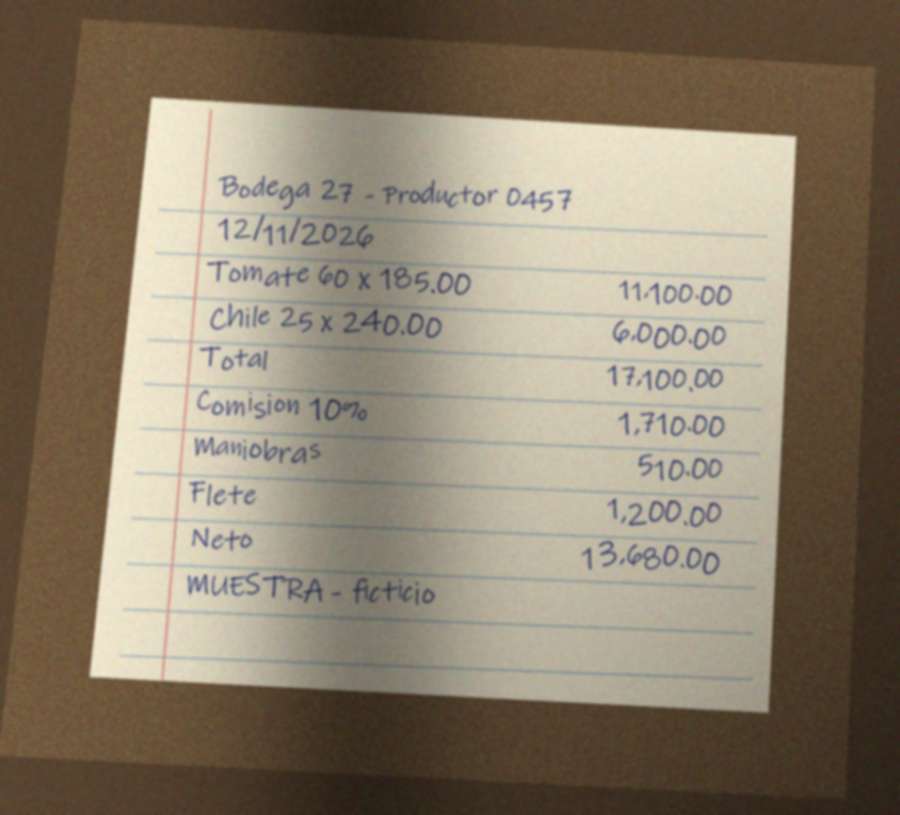 Bodega 27 - Productor 0457
12/11/2026
Tomate 60 x 185.00 11,100.00
Chile 25 x 240.00 6,000.00
Total 17,100.00
Comision 10% 1,710.00
Maniobras 510.00
Flete 1,200.00
Neto 13,680.00
MUESTRA - ficticio